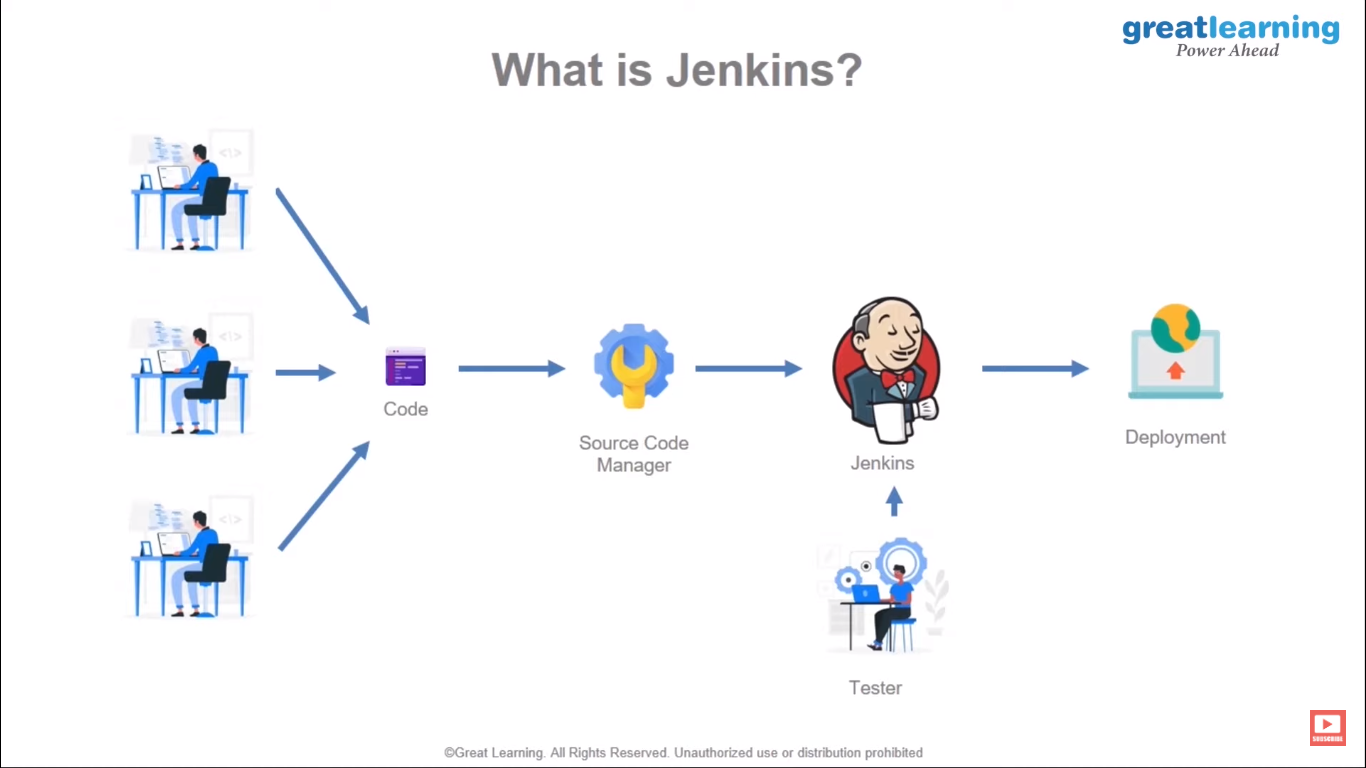 greatlearning
Power Ahead
What is Jenkins?
<\>
<\>
<\>
Code
Source Code
Manager
Jenkins
Deployment
Tester
SUBSCRIBE
©Great Learning. All Rights Reserved. Unauthorized use or distribution prohibited